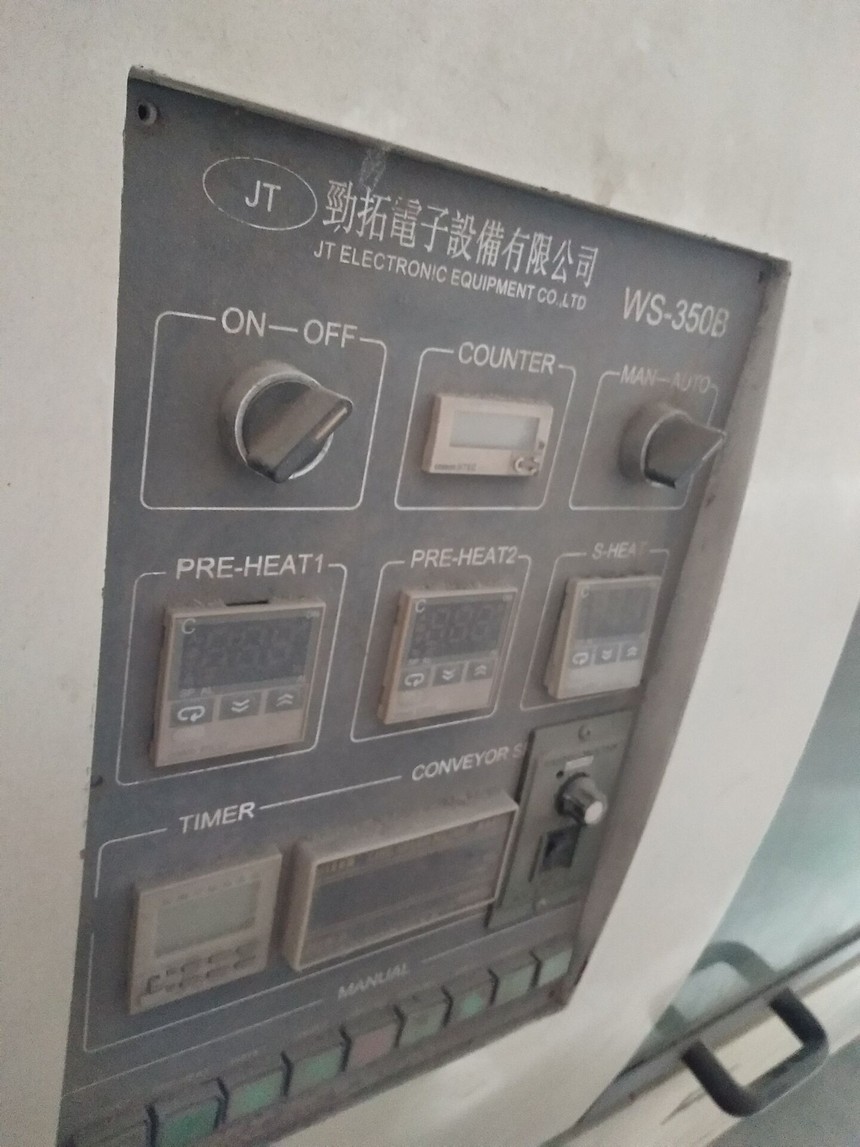 JT
勁拓電子設備有限公司
JT ELECTRONIC EQUIPMENT CO.,LTD
WS-350B
ON—OFF
COUNTER
MAN—AUTO
PRE-HEAT1
PRE-HEAT2
S-HEAT
C
C
C
CONVEYOR S
TIMER
MANUAL